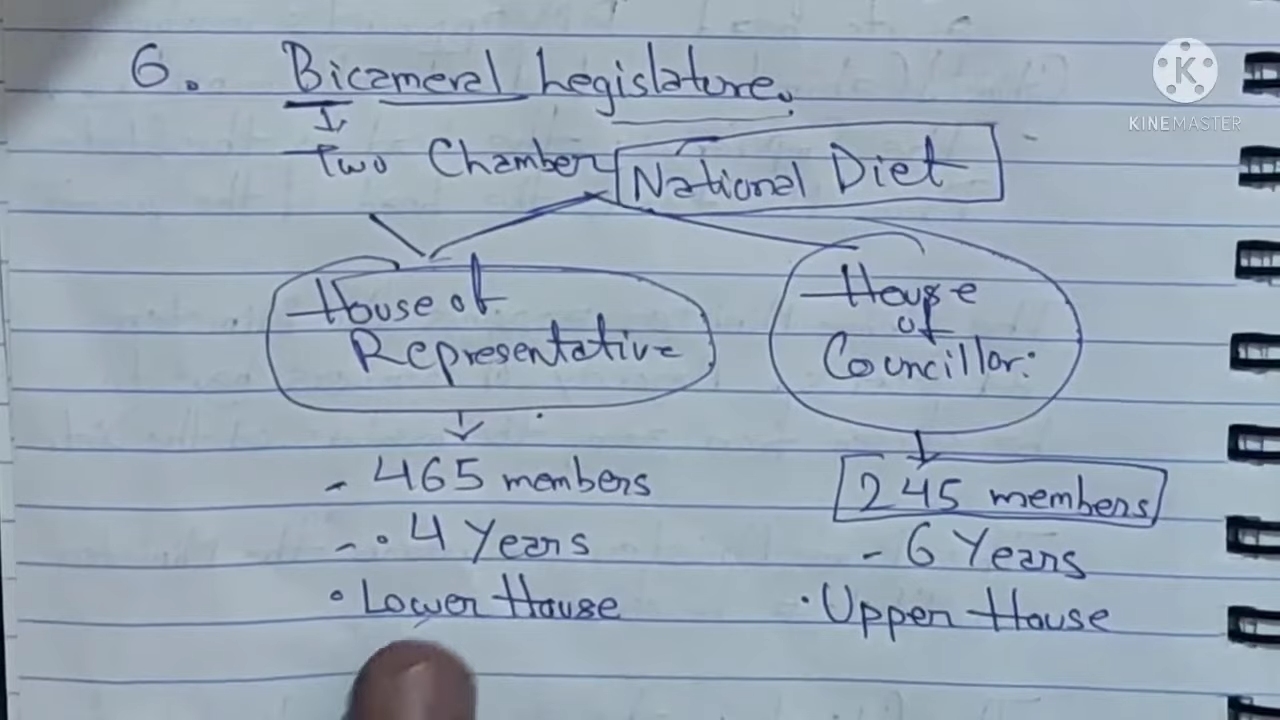 6. Bicameral Legislature.
Two Chamber National Diet
House of Representative
House of Councillor:
- 465 members
- • 4 Years
• Lower House
245 members
- 6 Years
• Upper House
KINEMASTER